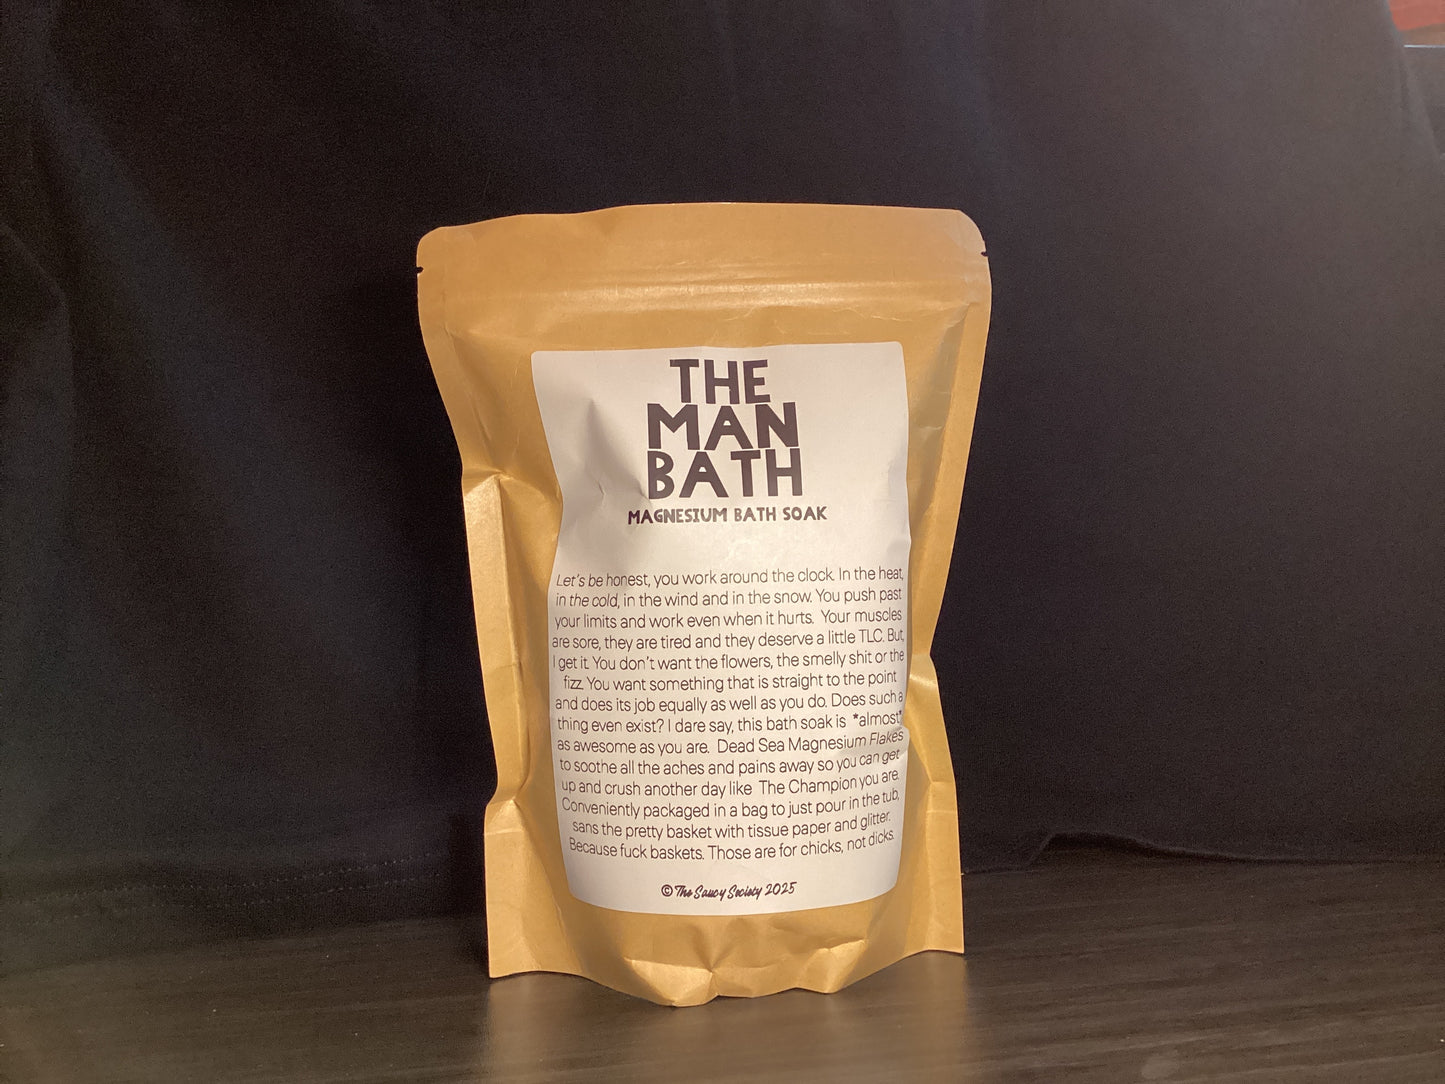 THE
MAN
BATH
MAGNESIUM BATH SOAK
Let's be honest, you work around the clock. In the heat,
in the cold, in the wind and in the snow. You push past
your limits and work even when it hurts. Your muscles
are sore, they are tired and they deserve a little TLC. But,
I get it. You don't want the flowers, the smelly shit or the
fizz. You want something that is straight to the point
and does its job equally as well as you do. Does such a
thing even exist? I dare say, this bath soak is *almost*
as awesome as you are. Dead Sea Magnesium Flakes
to soothe all the aches and pains away so you can get
up and crush another day like The Champion you are.
Conveniently packaged in a bag to just pour in the tub,
sans the pretty basket with tissue paper and glitter.
Because fuck baskets. Those are for chicks, not dicks.
© The Saucy Society 2025